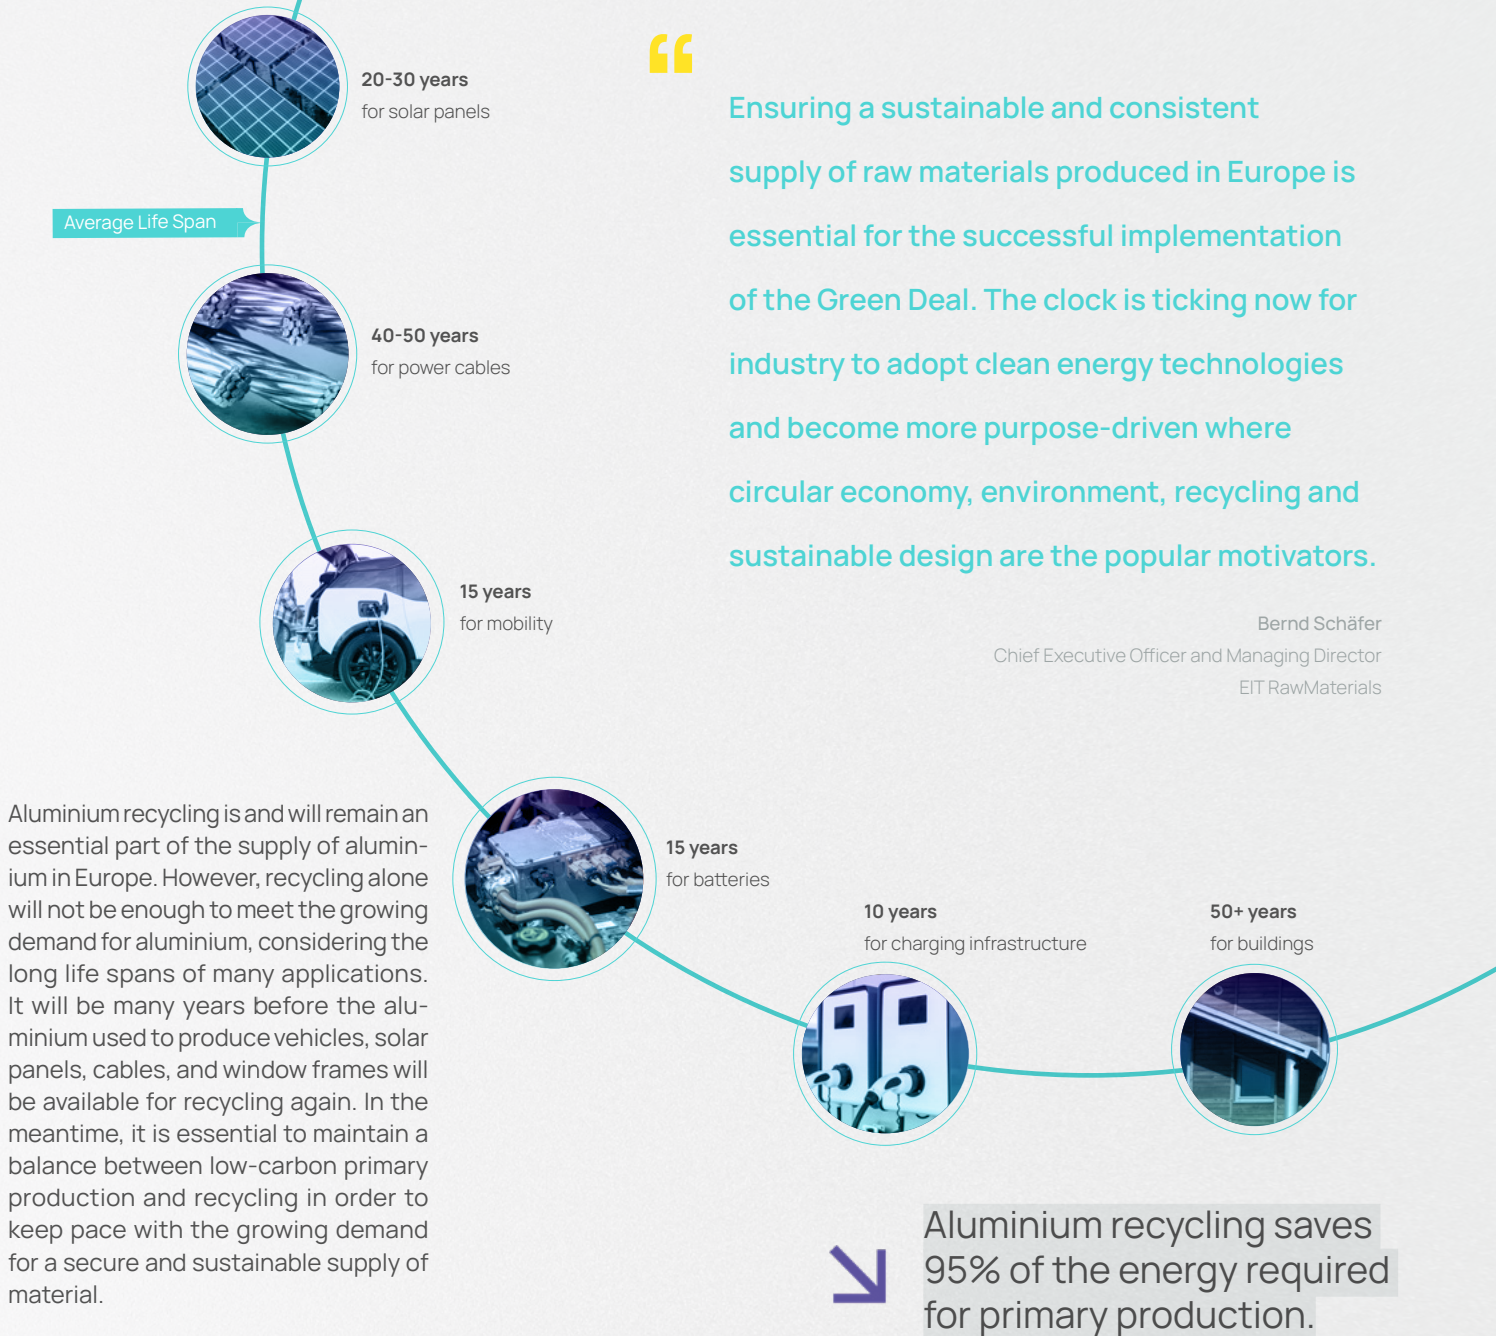 20-30 years
for solar panels
Average Life Span
40-50 years
for power cables
15 years
for mobility
15 years
for batteries
10 years
for charging infrastructure
50+ years
for buildings
“
Ensuring a sustainable and consistent
supply of raw materials produced in Europe is
essential for the successful implementation
of the Green Deal. The clock is ticking now for
industry to adopt clean energy technologies
and become more purpose-driven where
circular economy, environment, recycling and
sustainable design are the popular motivators.
Bernd Schäfer
Chief Executive Officer and Managing Director
EIT RawMaterials
Aluminium recycling is and will remain an
essential part of the supply of alumin-
ium in Europe. However, recycling alone
will not be enough to meet the growing
demand for aluminium, considering the
long life spans of many applications.
It will be many years before the alu-
minium used to produce vehicles, solar
panels, cables, and window frames will
be available for recycling again. In the
meantime, it is essential to maintain a
balance between low-carbon primary
production and recycling in order to
keep pace with the growing demand
for a secure and sustainable supply of
material.
Aluminium recycling saves
95% of the energy required
for primary production.